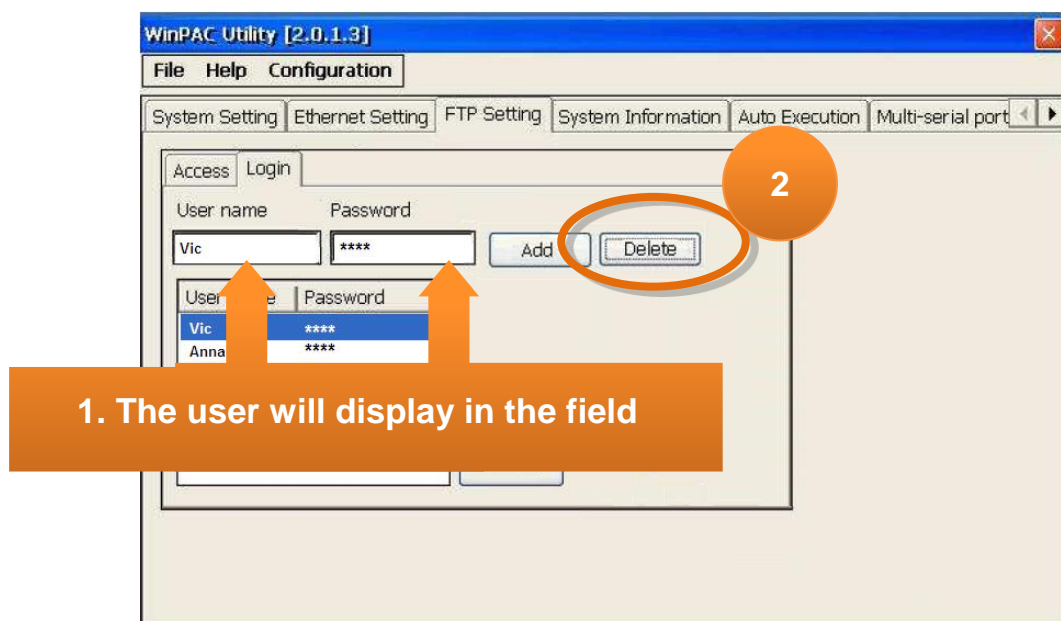 WinPAC Utility [2.0.1.3]
File Help Configuration
System Setting Ethernet Setting FTP Setting System Information Auto Execution Multi-serial port
Access Login
2
User name Password
Vic **** Add Delete
User Password
Vic ****
Anna ****
1. The user will display in the field